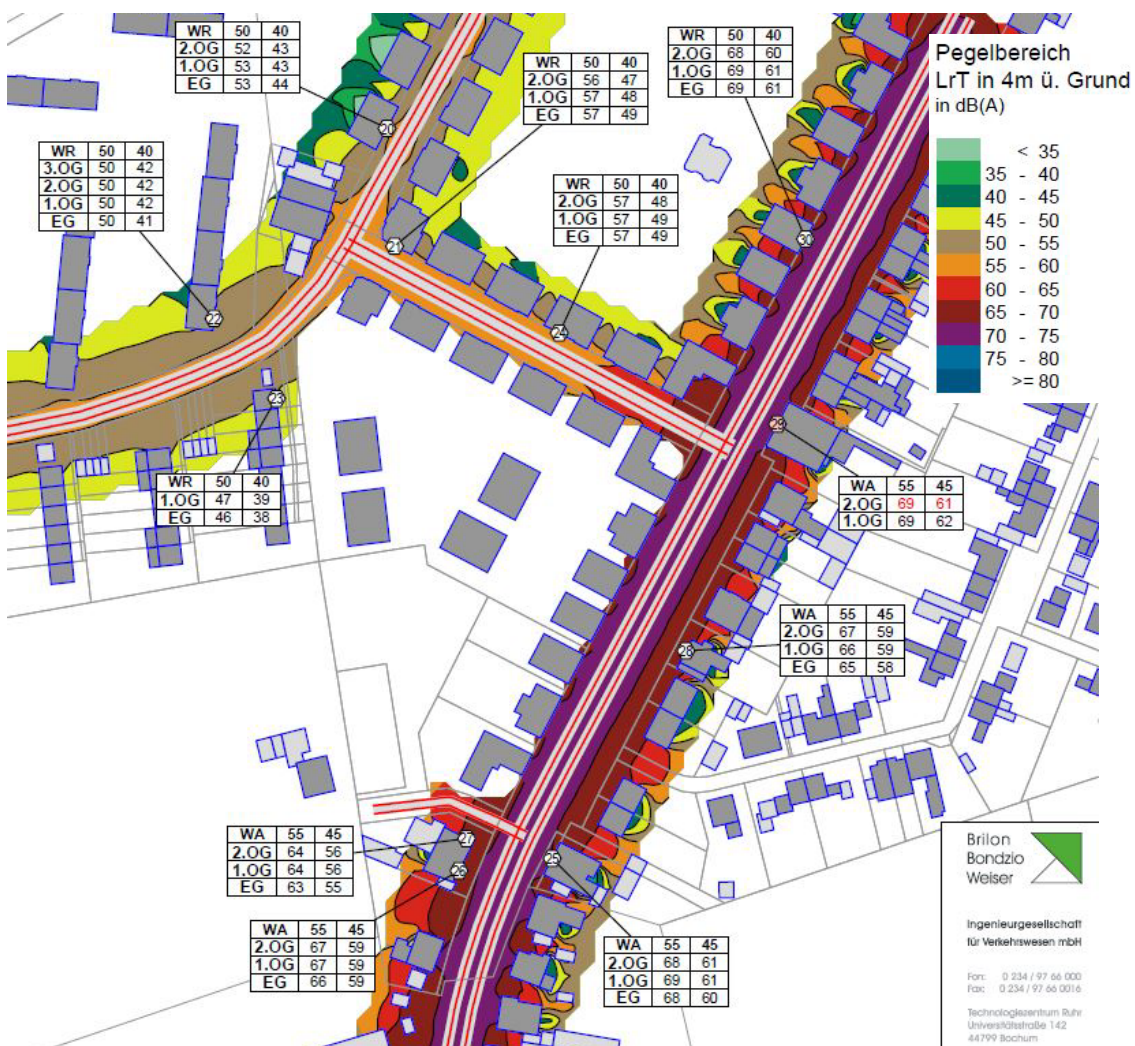 WR 50 40
2.OG 52 43
1.OG 53 43
EG 53 44
WR 50 40
2.OG 56 47
1.OG 57 48
EG 57 49
WR 50 40
2.OG 68 60
1.OG 69 61
EG 69 61
Pegelbereich
LrT in 4m ü. Grund
in dB(A)
< 35
35 - 40
40 - 45
45 - 50
50 - 55
55 - 60
60 - 65
65 - 70
70 - 75
75 - 80
>= 80
WR 50 40
3.OG 50 42
2.OG 50 42
1.OG 50 42
EG 50 41
WR 50 40
2.OG 57 48
1.OG 57 49
EG 57 49
20
21
30
22
24
23
29
WR 50 40
1.OG 47 39
EG 46 38
WA 55 45
2.OG 69 61
1.OG 69 62
28
WA 55 45
2.OG 67 59
1.OG 66 59
EG 65 58
WA 55 45
2.OG 64 56
1.OG 64 56
EG 63 55
27
26
25
WA 55 45
2.OG 67 59
1.OG 67 59
EG 66 59
WA 55 45
2.OG 68 61
1.OG 69 61
EG 68 60
Brilon
Bondzio
Weiser
Ingenieurgesellschaft
für Verkehrswesen mbH
Fon: 0 234 / 97 66 000
Fax: 0 234 / 97 66 0016
Technologiezentrum Ruhr
Universitätsstraße 142
44799 Bochum